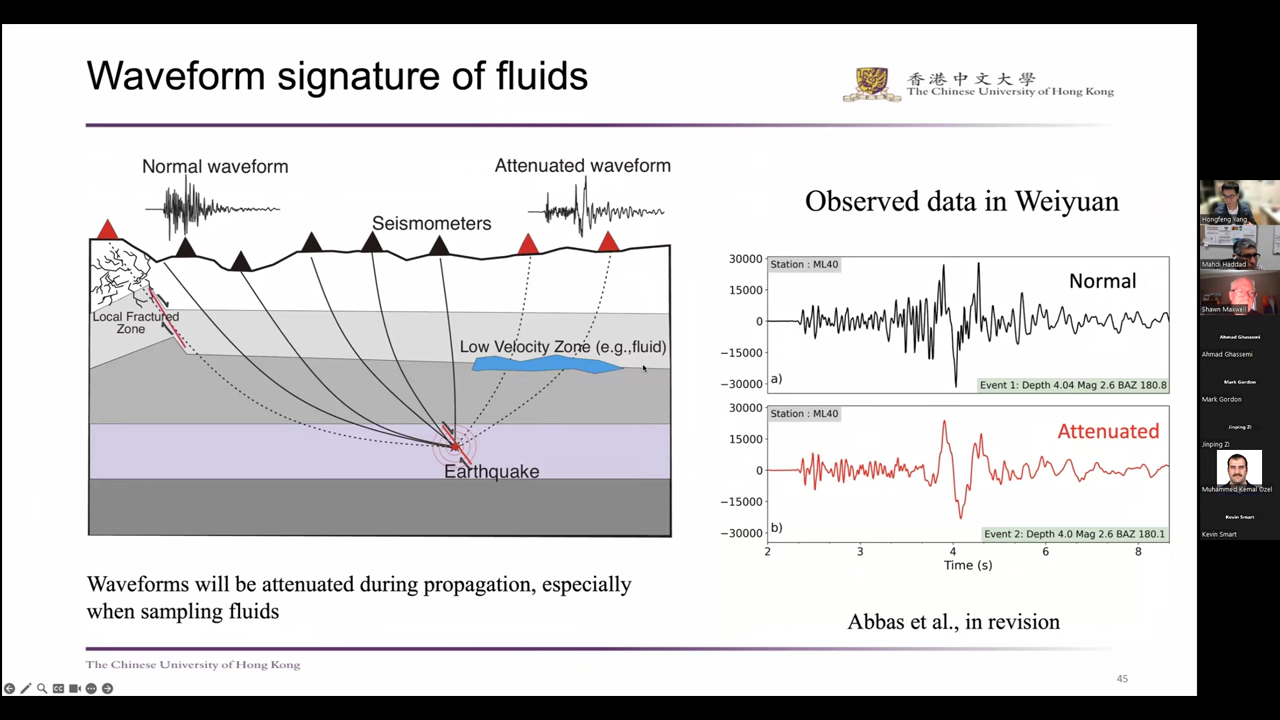 Waveform signature of fluids
香港中文大學
The Chinese University of Hong Kong
Normal waveform
Attenuated waveform
Seismometers
Local Fractured
Zone
Low Velocity Zone (e.g.,fluid)
Earthquake
Observed data in Weiyuan
30000
15000
0
−15000
−30000
Station : ML40
Normal
a)
Event 1: Depth 4.04 Mag 2.6 BAZ 180.8
30000
15000
0
−15000
−30000
Station : ML40
Attenuated
b)
Event 2: Depth 4.0 Mag 2.6 BAZ 180.1
2 3 4 6 8
Time (s)
Waveforms will be attenuated during propagation, especially
when sampling fluids
Abbas et al., in revision
The Chinese University of Hong Kong
45
Hongfeng Yang
Mahdi Haddad
Shawn Maxwell
Ahmad Ghassemi
Ahmad Ghassemi
Mark Gordon
Mark Gordon
Jinping ZI
Jinping ZI
Muhammed Kemal Ozel
Kevin Smart
Kevin Smart